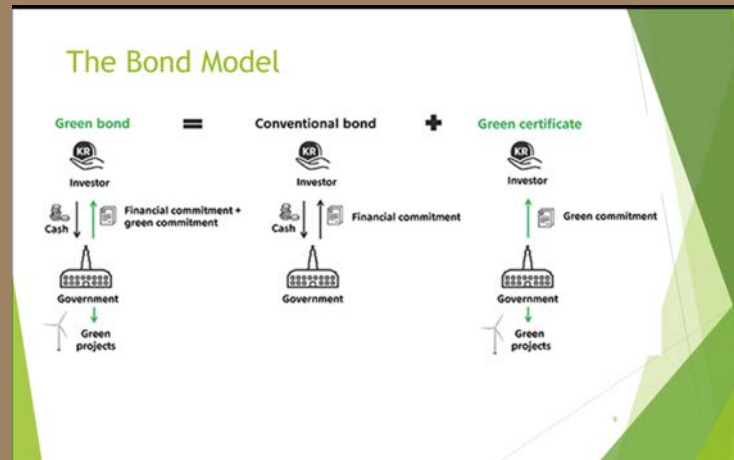 The Bond Model
Green bond = Conventional bond + Green certificate
KR
Investor
Cash
Financial commitment +
green commitment
Government
Green
projects
KR
Investor
Cash
Financial commitment
Government
KR
Investor
Green commitment
Government
Green
projects